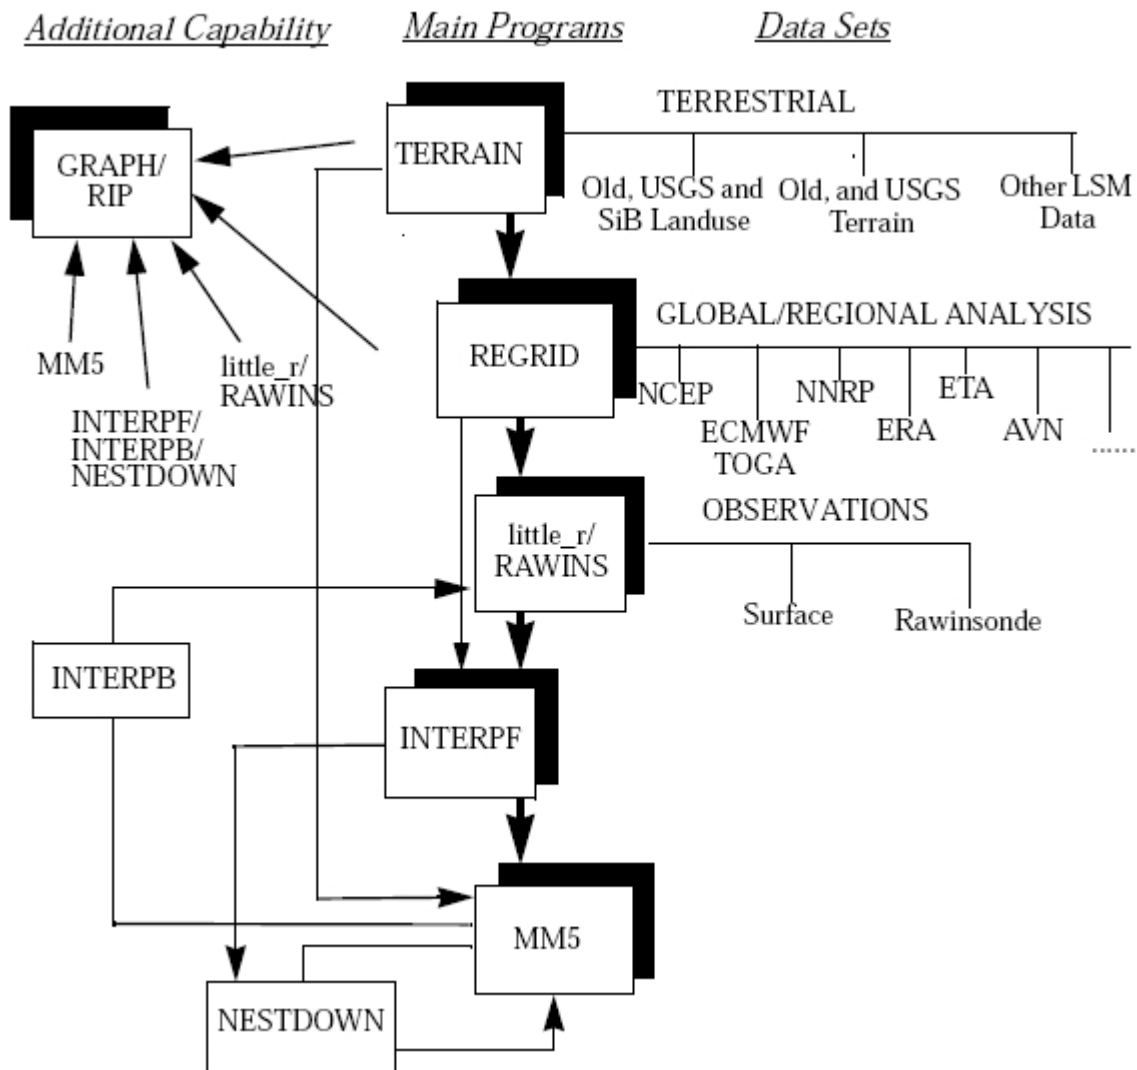 Additional Capability
Main Programs
Data Sets
TERRAIN
TERRESTRIAL
GRAPH/
RIP
Old, USGS and
SiB Landuse
Old, and USGS
Terrain
Other LSM
Data
MM5
INTERPF/
INTERPB/
NESTDOWN
little_r/
RAWINS
REGRID
GLOBAL/REGIONAL ANALYSIS
NCEP
ECMWF
TOGA
NNRP
ERA
ETA
AVN
......
little_r/
RAWINS
OBSERVATIONS
Surface
Rawinsonde
INTERPB
INTERPF
MM5
NESTDOWN